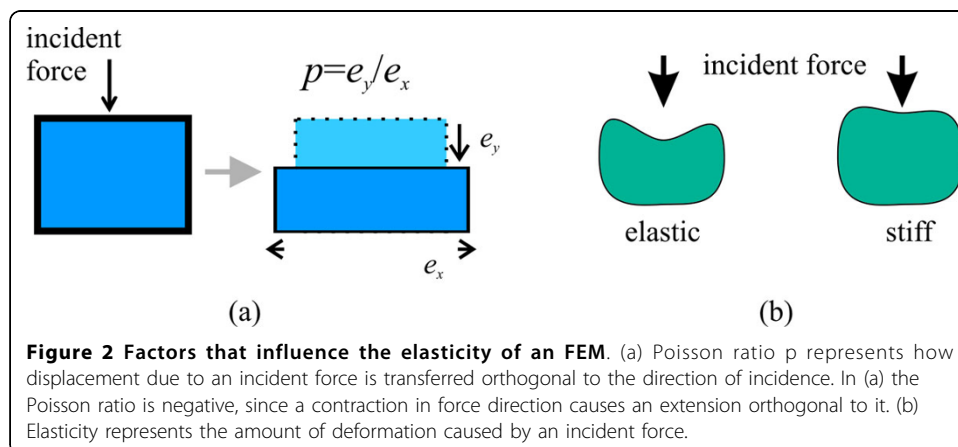 incident
force
p=e_y/e_x
e_y
e_x
(a)
incident force
elastic
stiff
(b)
Figure 2 Factors that influence the elasticity of an FEM. (a) Poisson ratio p represents how
displacement due to an incident force is transferred orthogonal to the direction of incidence. In (a) the
Poisson ratio is negative, since a contraction in force direction causes an extension orthogonal to it. (b)
Elasticity represents the amount of deformation caused by an incident force.